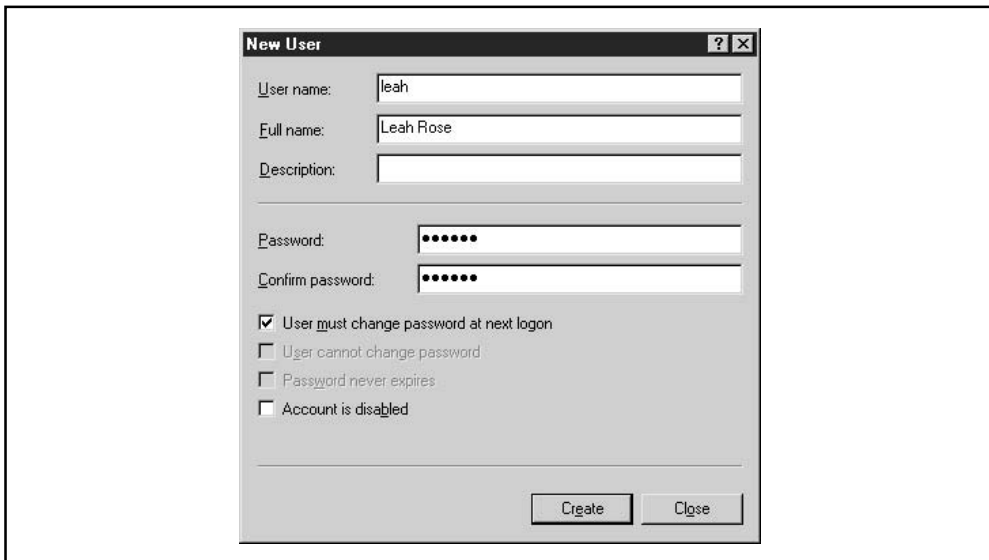 New User
User name: leah
Full name: Leah Rose
Description:
Password: ●●●●●●
Confirm password: ●●●●●●
User must change password at next logon
User cannot change password
Password never expires
Account is disabled
Create Close